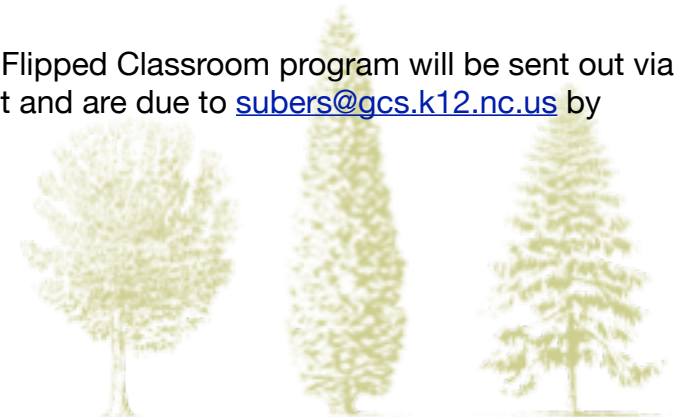 Flipped Classroom program will be sent out via
t and are due to subers@gcs.k12.nc.us by